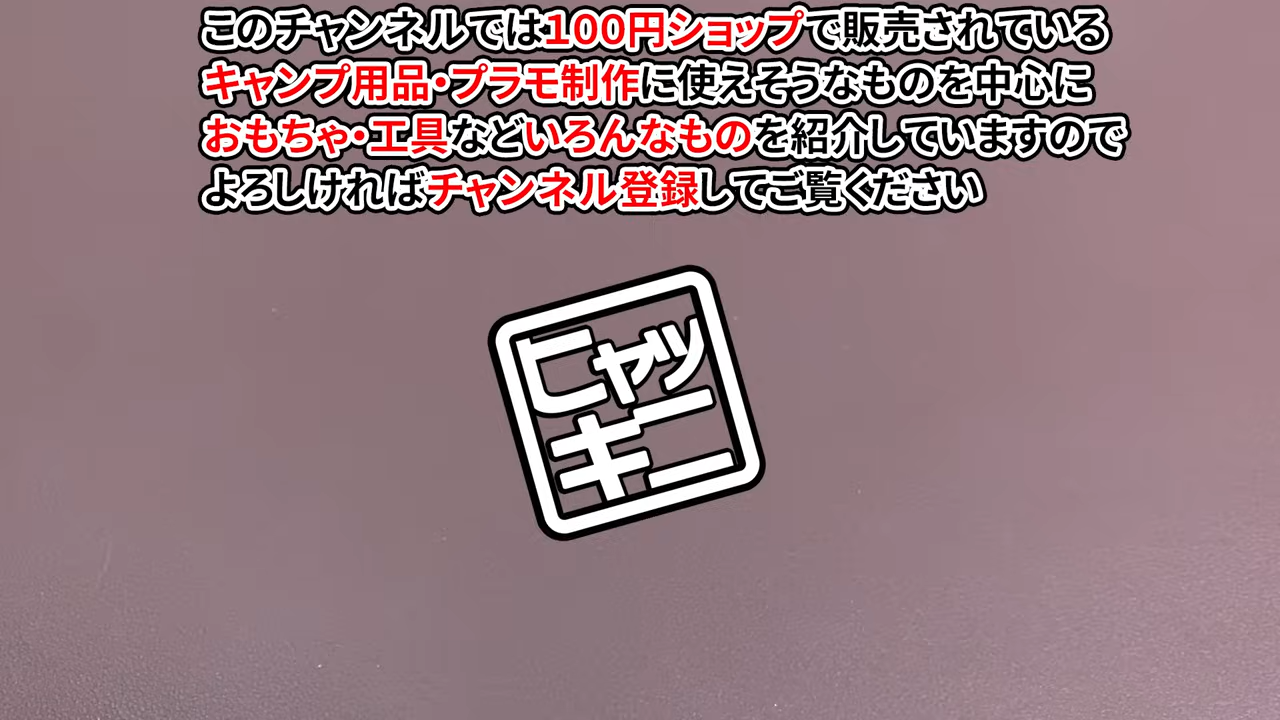 このチャンネルでは100円ショップで販売されている
キャンプ用品・プラモ制作に使えそうなものを中心に
おもちゃ・工具などいろんなものを紹介していますので
よろしければチャンネル登録してご覧ください
ヒャッ
キニー